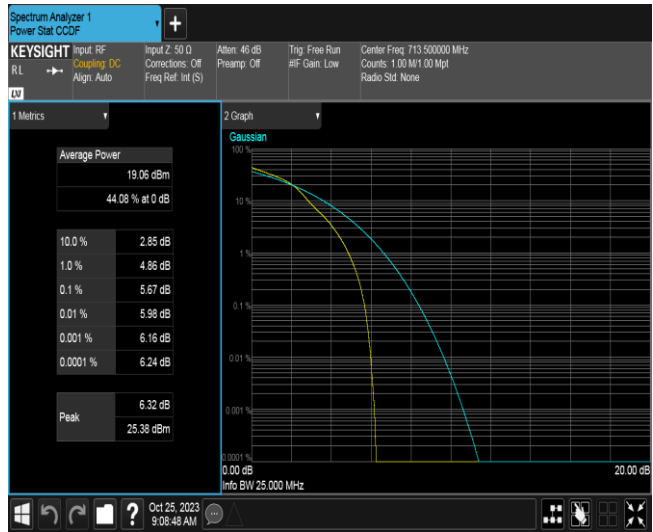 Spectrum Analyzer 1
Power Stat CCDF
KEYSIGHT
Input: RF
Coupling: DC
Align: Auto
Input Z: 50 Ω
Corrections: Off
Freq Ref: Int (S)
Atten: 46 dB
Preamp: Off
Trig: Free Run
#IF Gain: Low
Center Freq: 713.500000 MHz
Counts: 1.00 M/1.00 Mpt
Radio Std: None
R L
LXI
1 Metrics
Average Power
19.06 dBm
44.08 % at 0 dB
10.0 % 2.85 dB
1.0 % 4.86 dB
0.1 % 5.67 dB
0.01 % 5.98 dB
0.001 % 6.16 dB
0.0001 % 6.24 dB
Peak
6.32 dB
25.38 dBm
2 Graph
Gaussian
100 %
10 %
1 %
0.1 %
0.01 %
0.001 %
0.0001 %
0.00 dB 20.00 dB
Info BW 25.000 MHz
?
Oct 25, 2023
9:08:48 AM